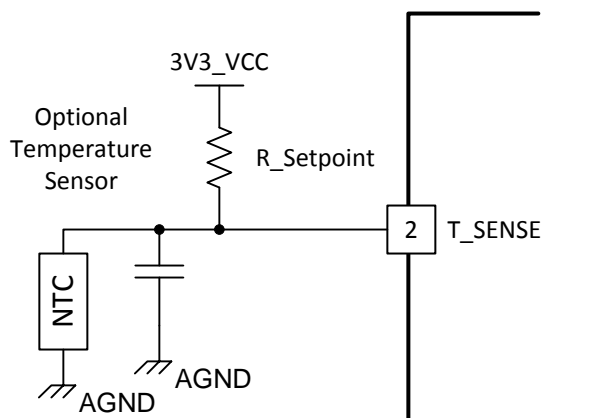 3V3_VCC
Optional
Temperature
Sensor
R_Setpoint
2
T_SENSE
NTC
AGND
AGND